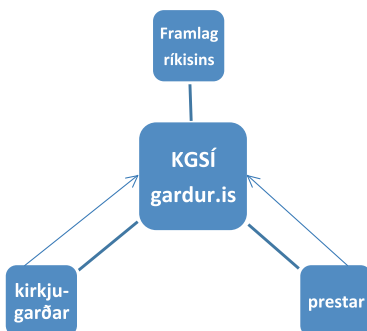 Framlag
ríkisins
KGSÍ
gardur.is
kirkju-
garðar
prestar